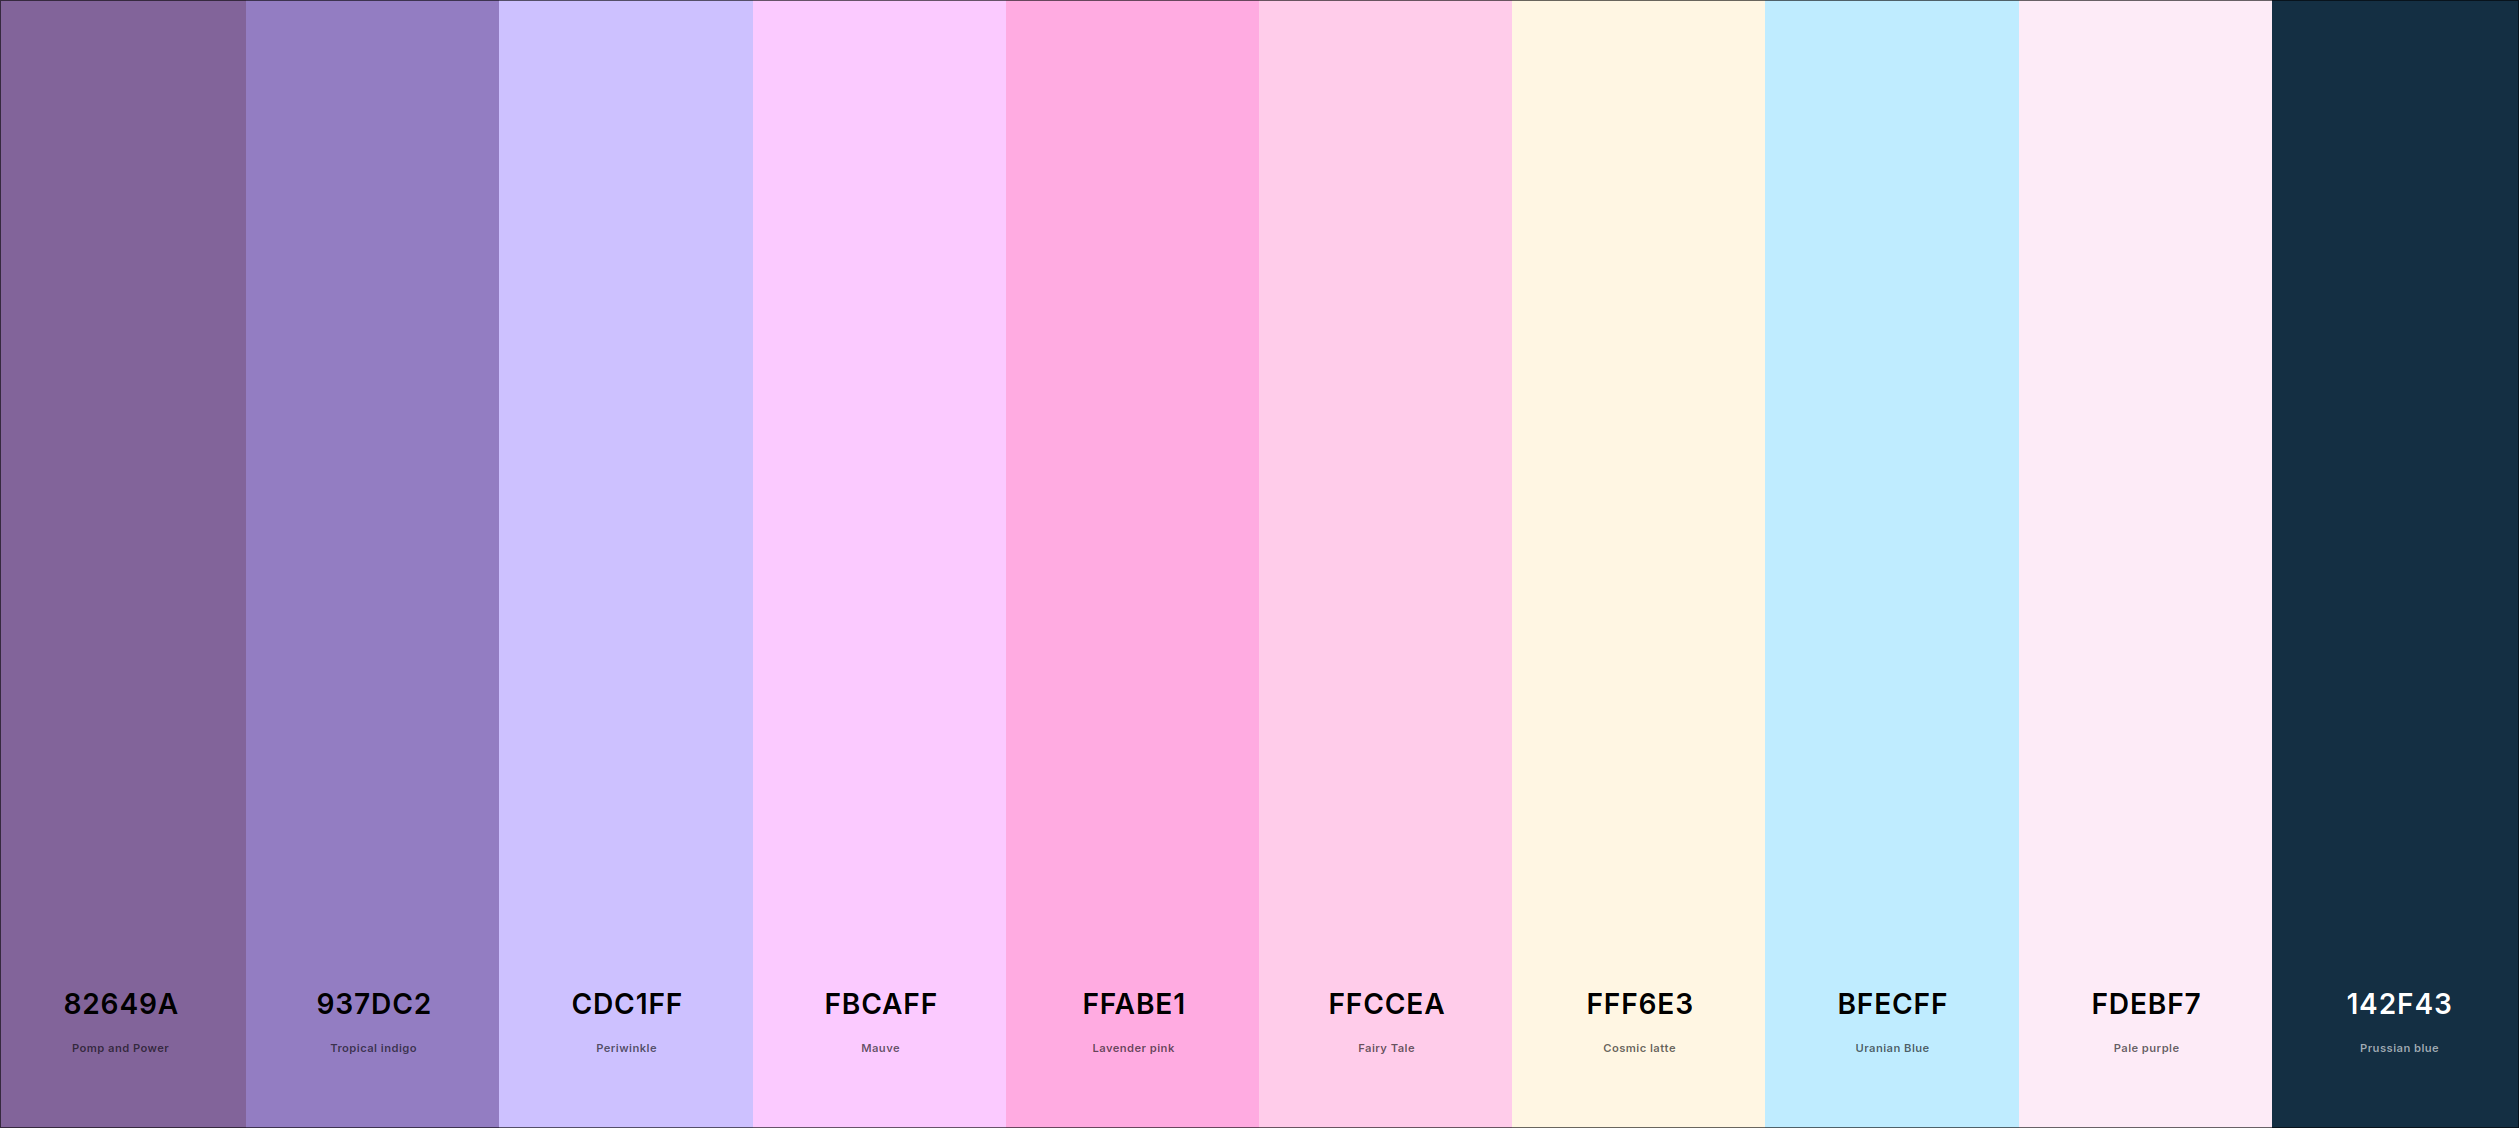 82649A
Pomp and Power
937DC2
Tropical indigo
CDC1FF
Periwinkle
FBCAFF
Mauve
FFABE1
Lavender pink
FFCCEA
Fairy Tale
FFF6E3
Cosmic latte
BFECFF
Uranian Blue
FDEBF7
Pale purple
142F43
Prussian blue